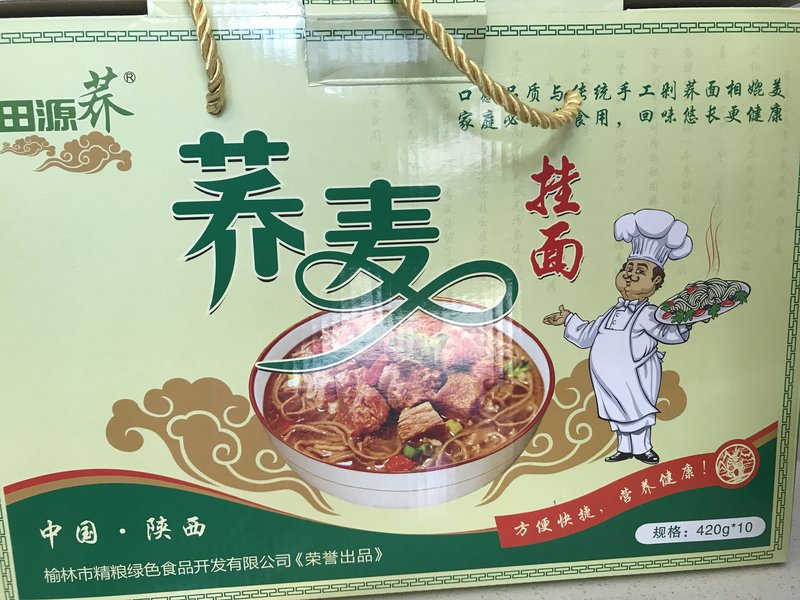 田源荞®
口感品质与传统手工剁荞面相媲美
家庭必 食用，回味悠长更健康
荞麦
挂面
方便快捷，营养健康！
规格：420g*10
中国·陕西
榆林市精粮绿色食品开发有限公司《荣誉出品》